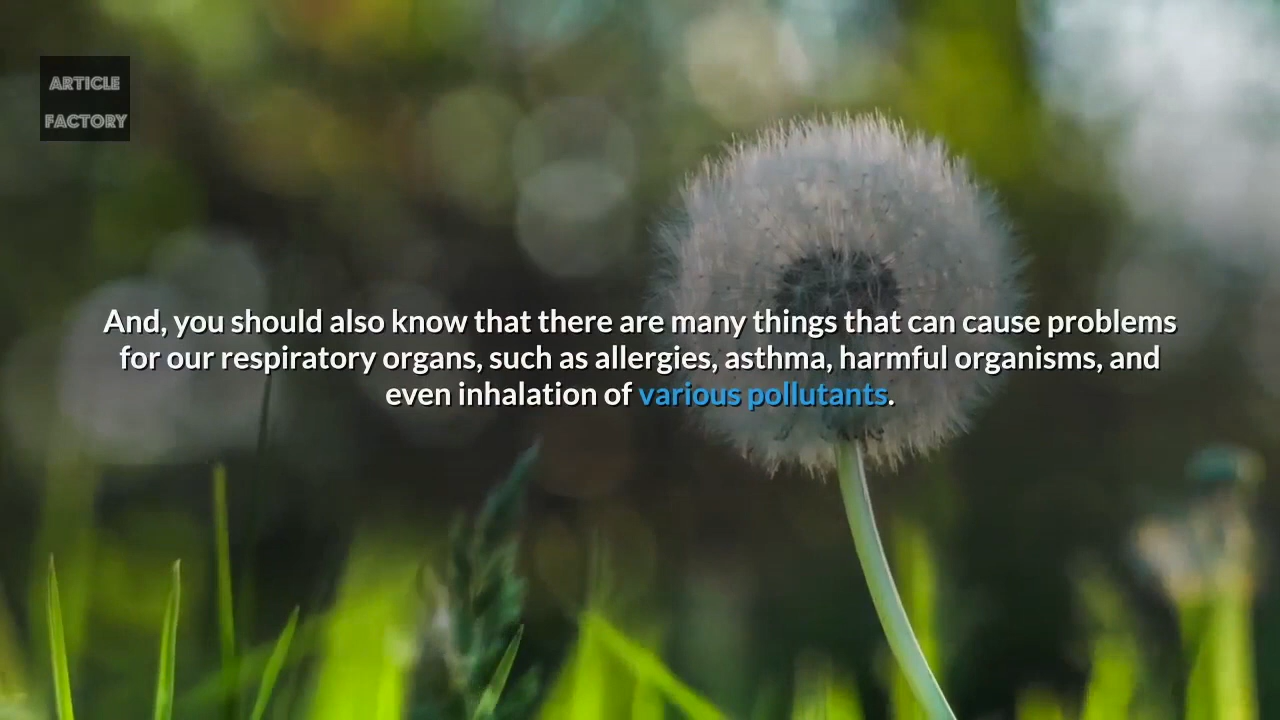 ARTICLE
FACTORY
And, you should also know that there are many things that can cause problems
for our respiratory organs, such as allergies, asthma, harmful organisms, and
even inhalation of various pollutants.